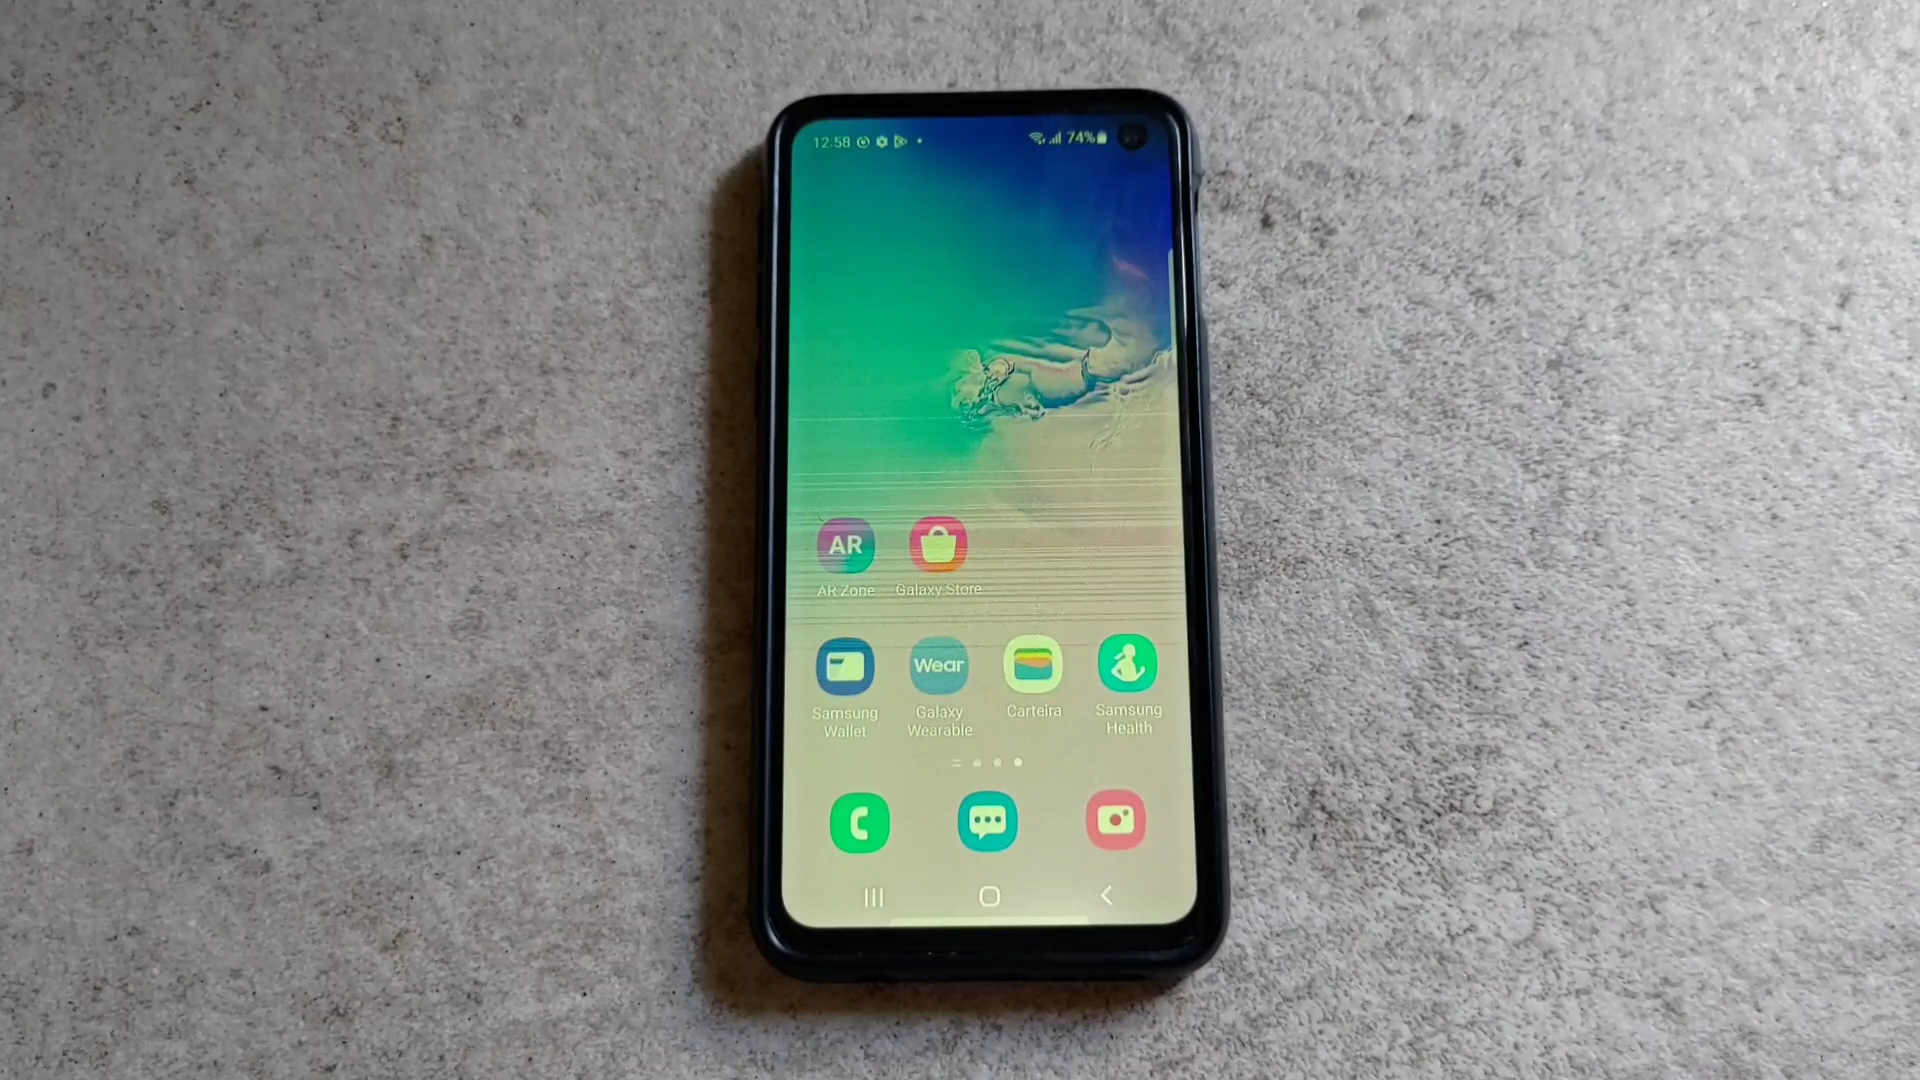 12:58
74%
AR
AR Zone
Galaxy Store
Wear
Samsung
Wallet
Galaxy
Wearable
Carteira
Samsung
Health